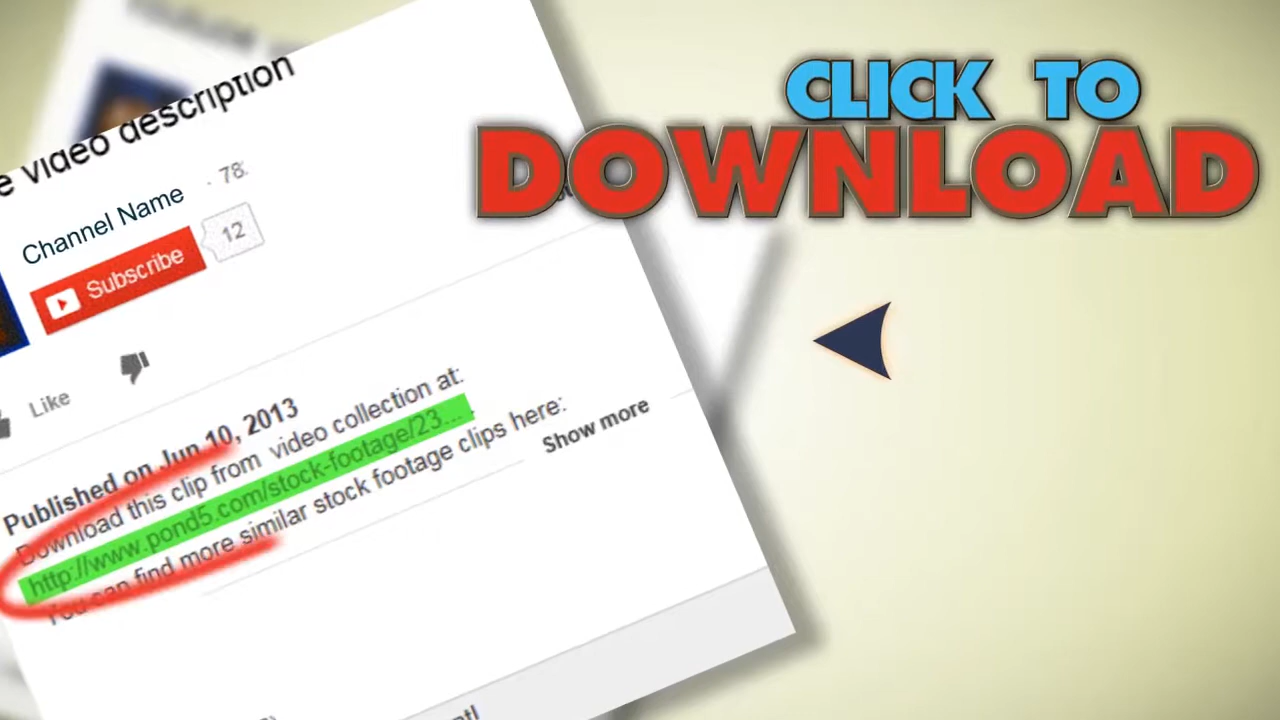 CLICK TO
DOWNLOAD
e video description
Channel Name
78
Subscribe
12
Like
Published on Jun 10, 2013
Download this clip from video collection at:
http://www.pond5.com/stock-footage/23...
You can find more similar stock footage clips here:
Show more